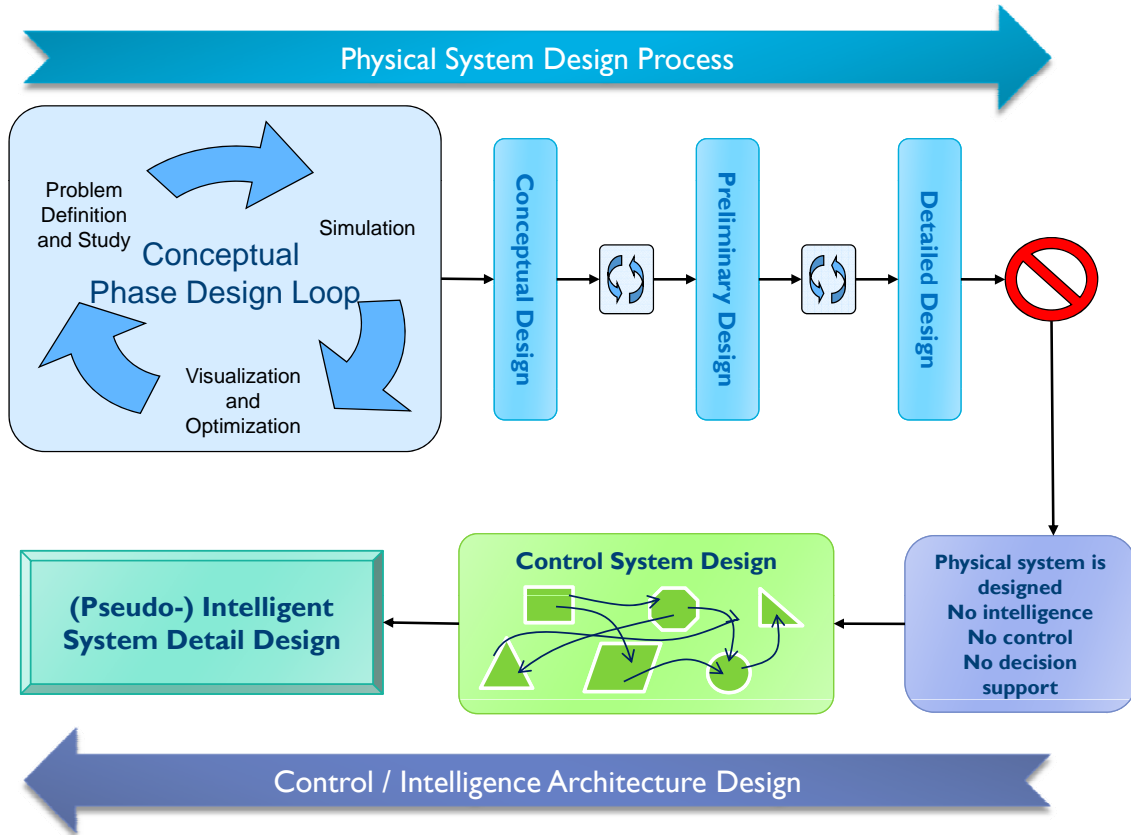 Physical System Design Process
Problem
Definition
and Study
Simulation
Conceptual
Phase Design Loop
Visualization
and
Optimization
Conceptual Design
Preliminary Design
Detailed Design
Physical system is
designed
No intelligence
No control
No decision
support
Control System Design
(Pseudo-) Intelligent
System Detail Design
Control / Intelligence Architecture Design